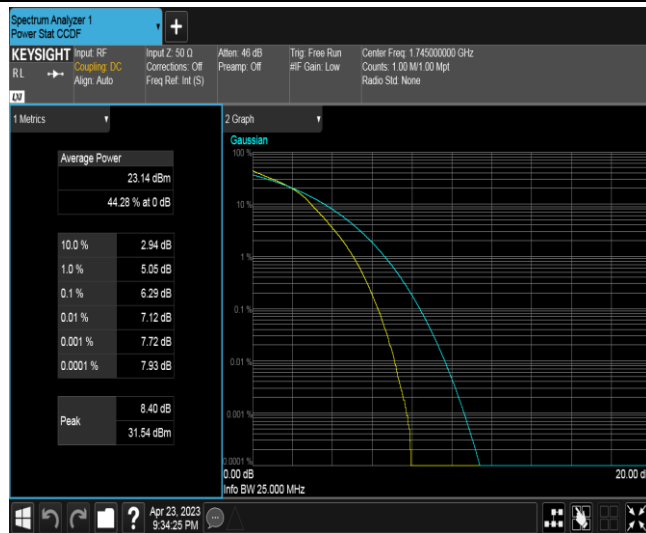 Spectrum Analyzer 1
Power Stat CCDF
+
KEYSIGHT
RL
LXI
Input: RF
Coupling: DC
Align: Auto
Input Z: 50 Ω
Corrections: Off
Freq Ref: Int (S)
Atten: 46 dB
Preamp: Off
Trig: Free Run
#IF Gain: Low
Center Freq: 1.745000000 GHz
Counts: 1.00 M/1.00 Mpt
Radio Std: None
1 Metrics
Average Power
23.14 dBm
44.28 % at 0 dB
10.0 % 2.94 dB
1.0 % 5.05 dB
0.1 % 6.29 dB
0.01 % 7.12 dB
0.001 % 7.72 dB
0.0001 % 7.93 dB
Peak
8.40 dB
31.54 dBm
2 Graph
Gaussian
100 %
10 %
1 %
0.1 %
0.01 %
0.001 %
0.0001 %
0.00 dB
20.00 d
Info BW 25.000 MHz
?
Apr 23, 2023
9:34:25 PM